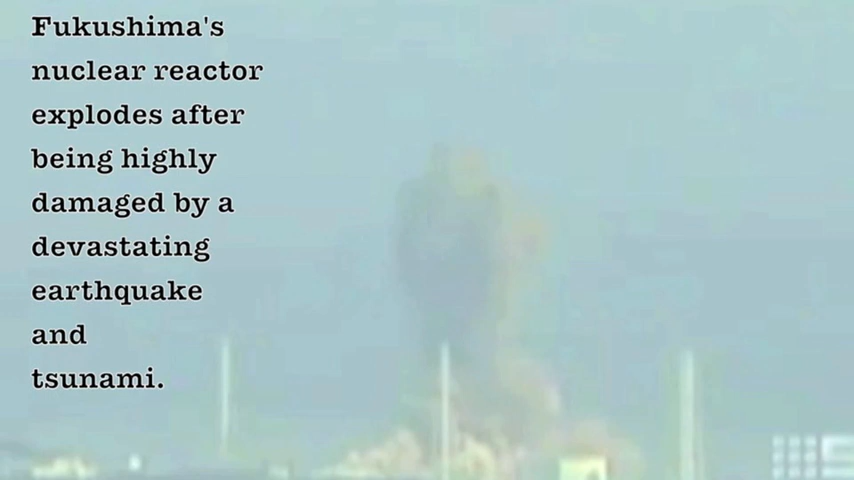 Fukushima's
nuclear reactor
explodes after
being highly
damaged by a
devastating
earthquake
and
tsunami.